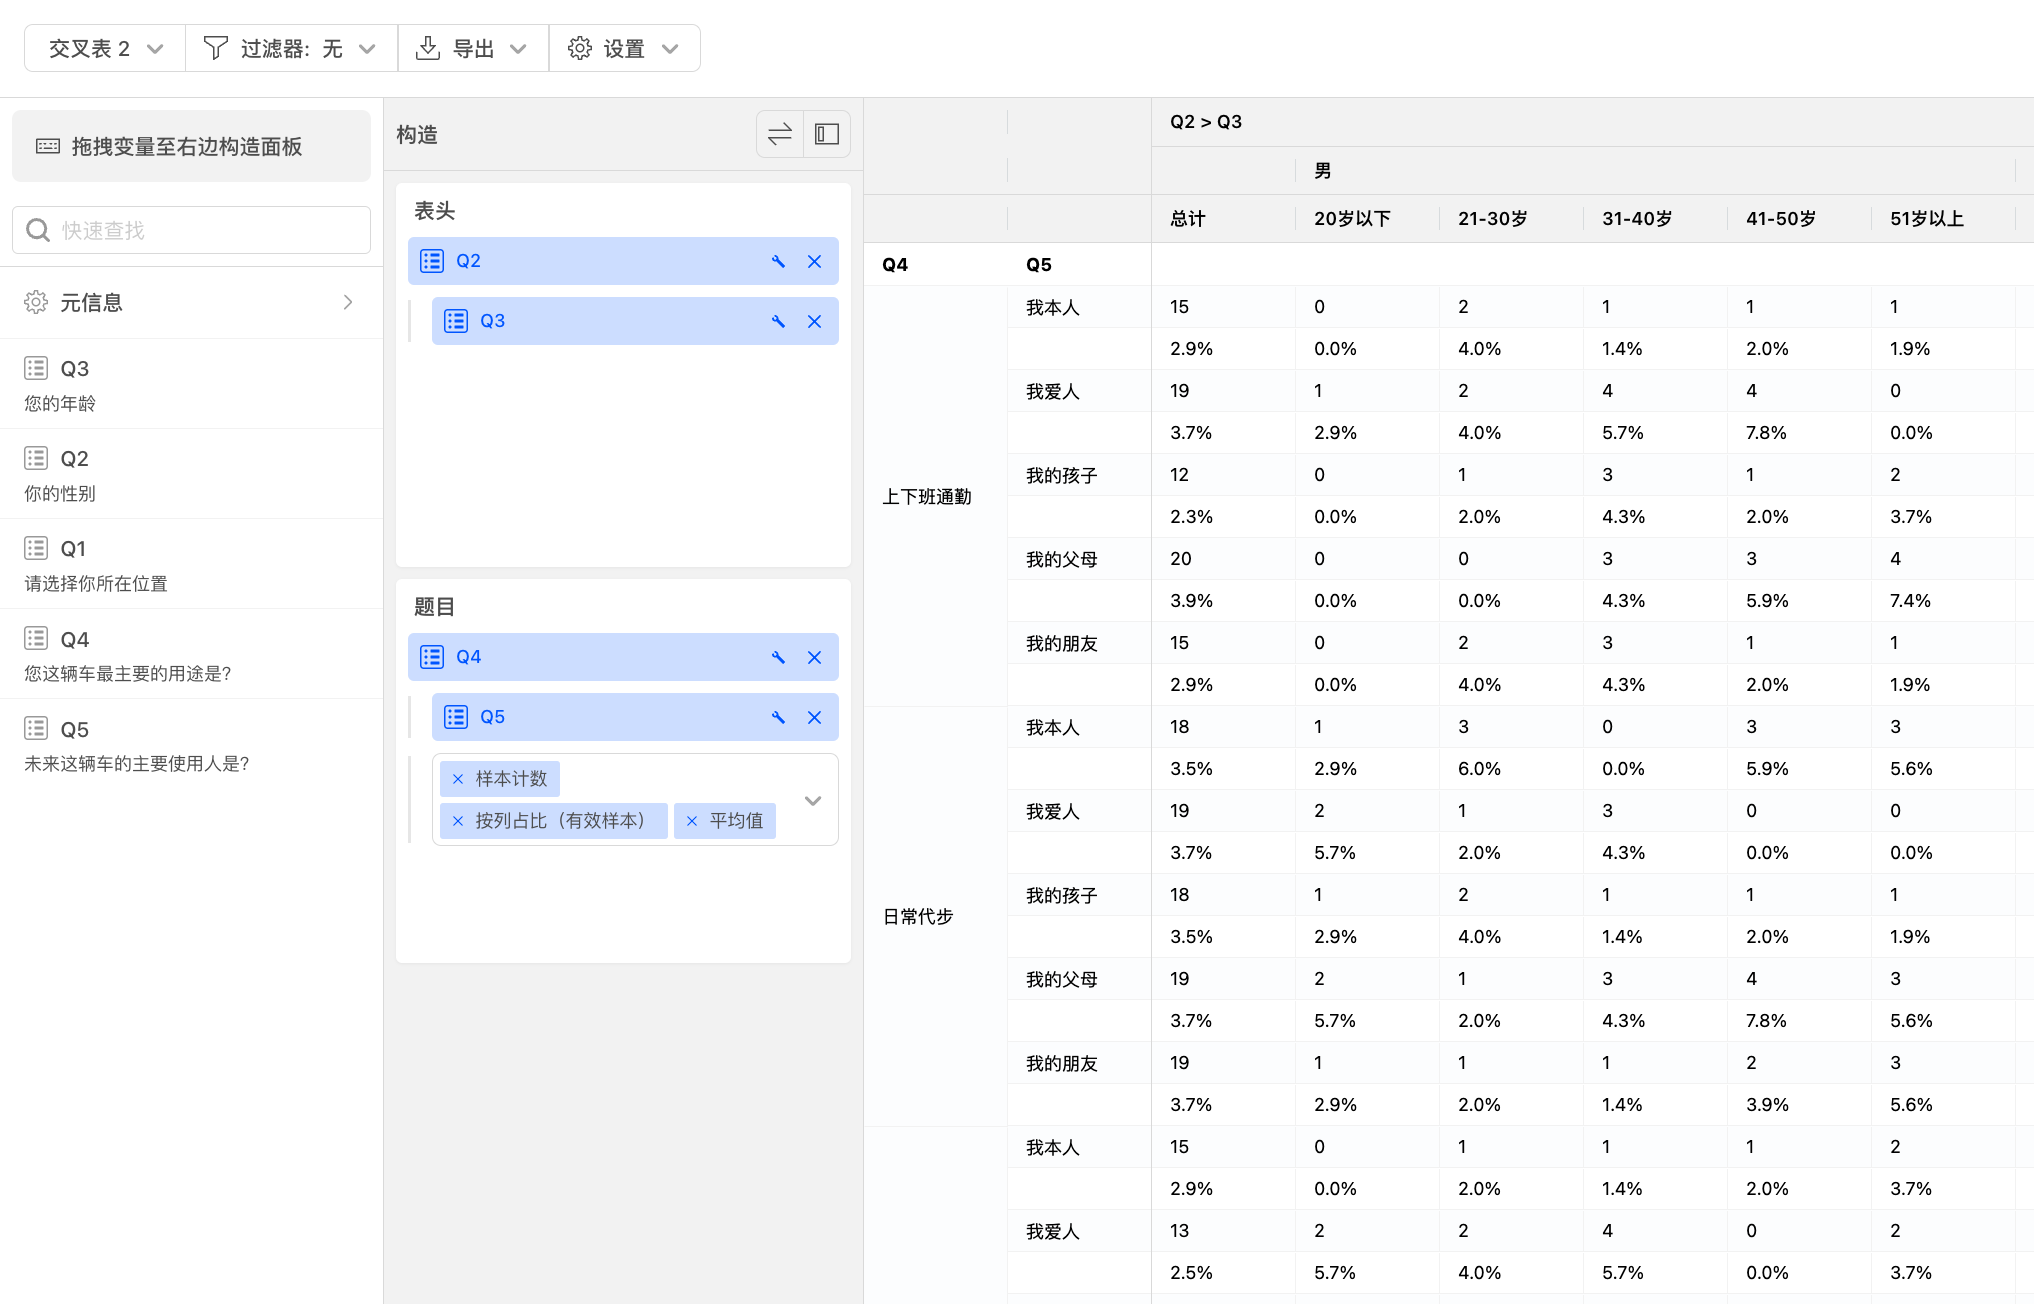 交叉表 2 过滤器: 无 导出 设置
拖拽变量至右边构造面板
快速查找
元信息
Q3
您的年龄
Q2
你的性别
Q1
请选择你所在位置
Q4
您这辆车最主要的用途是?
Q5
未来这辆车的主要使用人是?
构造
表头
Q2
Q3
题目
Q4
Q5
样本计数
按列占比（有效样本） 平均值
Q2 > Q3
男
总计 20岁以下 21-30岁 31-40岁 41-50岁 51岁以上
Q4 Q5
上下班通勤
我本人 15 0 2 1 1 1
2.9% 0.0% 4.0% 1.4% 2.0% 1.9%
我爱人 19 1 2 4 4 0
3.7% 2.9% 4.0% 5.7% 7.8% 0.0%
我的孩子 12 0 1 3 1 2
2.3% 0.0% 2.0% 4.3% 2.0% 3.7%
我的父母 20 0 0 3 3 4
3.9% 0.0% 0.0% 4.3% 5.9% 7.4%
我的朋友 15 0 2 3 1 1
2.9% 0.0% 4.0% 4.3% 2.0% 1.9%
日常代步
我本人 18 1 3 0 3 3
3.5% 2.9% 6.0% 0.0% 5.9% 5.6%
我爱人 19 2 1 3 0 0
3.7% 5.7% 2.0% 4.3% 0.0% 0.0%
我的孩子 18 1 2 1 1 1
3.5% 2.9% 4.0% 1.4% 2.0% 1.9%
我的父母 19 2 1 3 4 3
3.7% 5.7% 2.0% 4.3% 7.8% 5.6%
我的朋友 19 1 1 1 2 3
3.7% 2.9% 2.0% 1.4% 3.9% 5.6%
我本人 15 0 1 1 1 2
2.9% 0.0% 2.0% 1.4% 2.0% 3.7%
我爱人 13 2 2 4 0 2
2.5% 5.7% 4.0% 5.7% 0.0% 3.7%